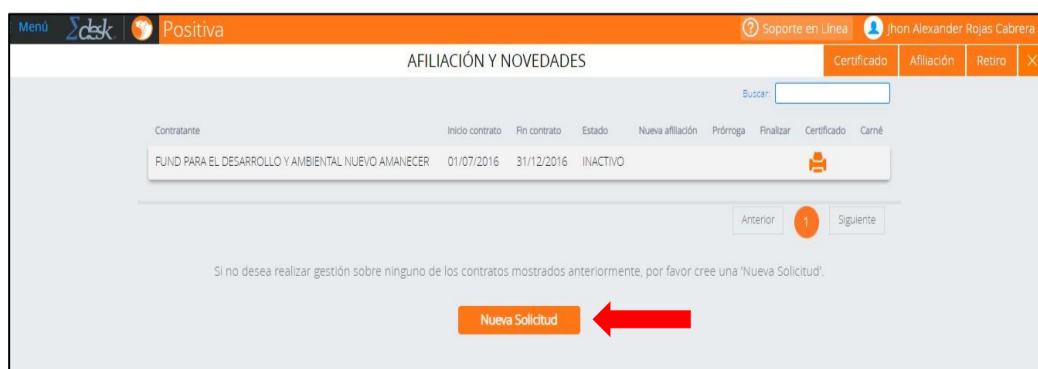 Menú Σdesk Positiva Soporte en Línea Jhon Alexander Rojas Cabrera
AFILIACIÓN Y NOVEDADES Certificado Afiliación Retiro X
Buscar:
Contratante Inicio contrato Fin contrato Estado Nueva afiliación Prórroga Finalizar Certificado Carné
FUND PARA EL DESARROLLO Y AMBIENTAL NUEVO AMANECER 01/07/2016 31/12/2016 INACTIVO
Anterior 1 Siguiente
Si no desea realizar gestión sobre ninguno de los contratos mostrados anteriormente, por favor cree una 'Nueva Solicitud'.
Nueva Solicitud